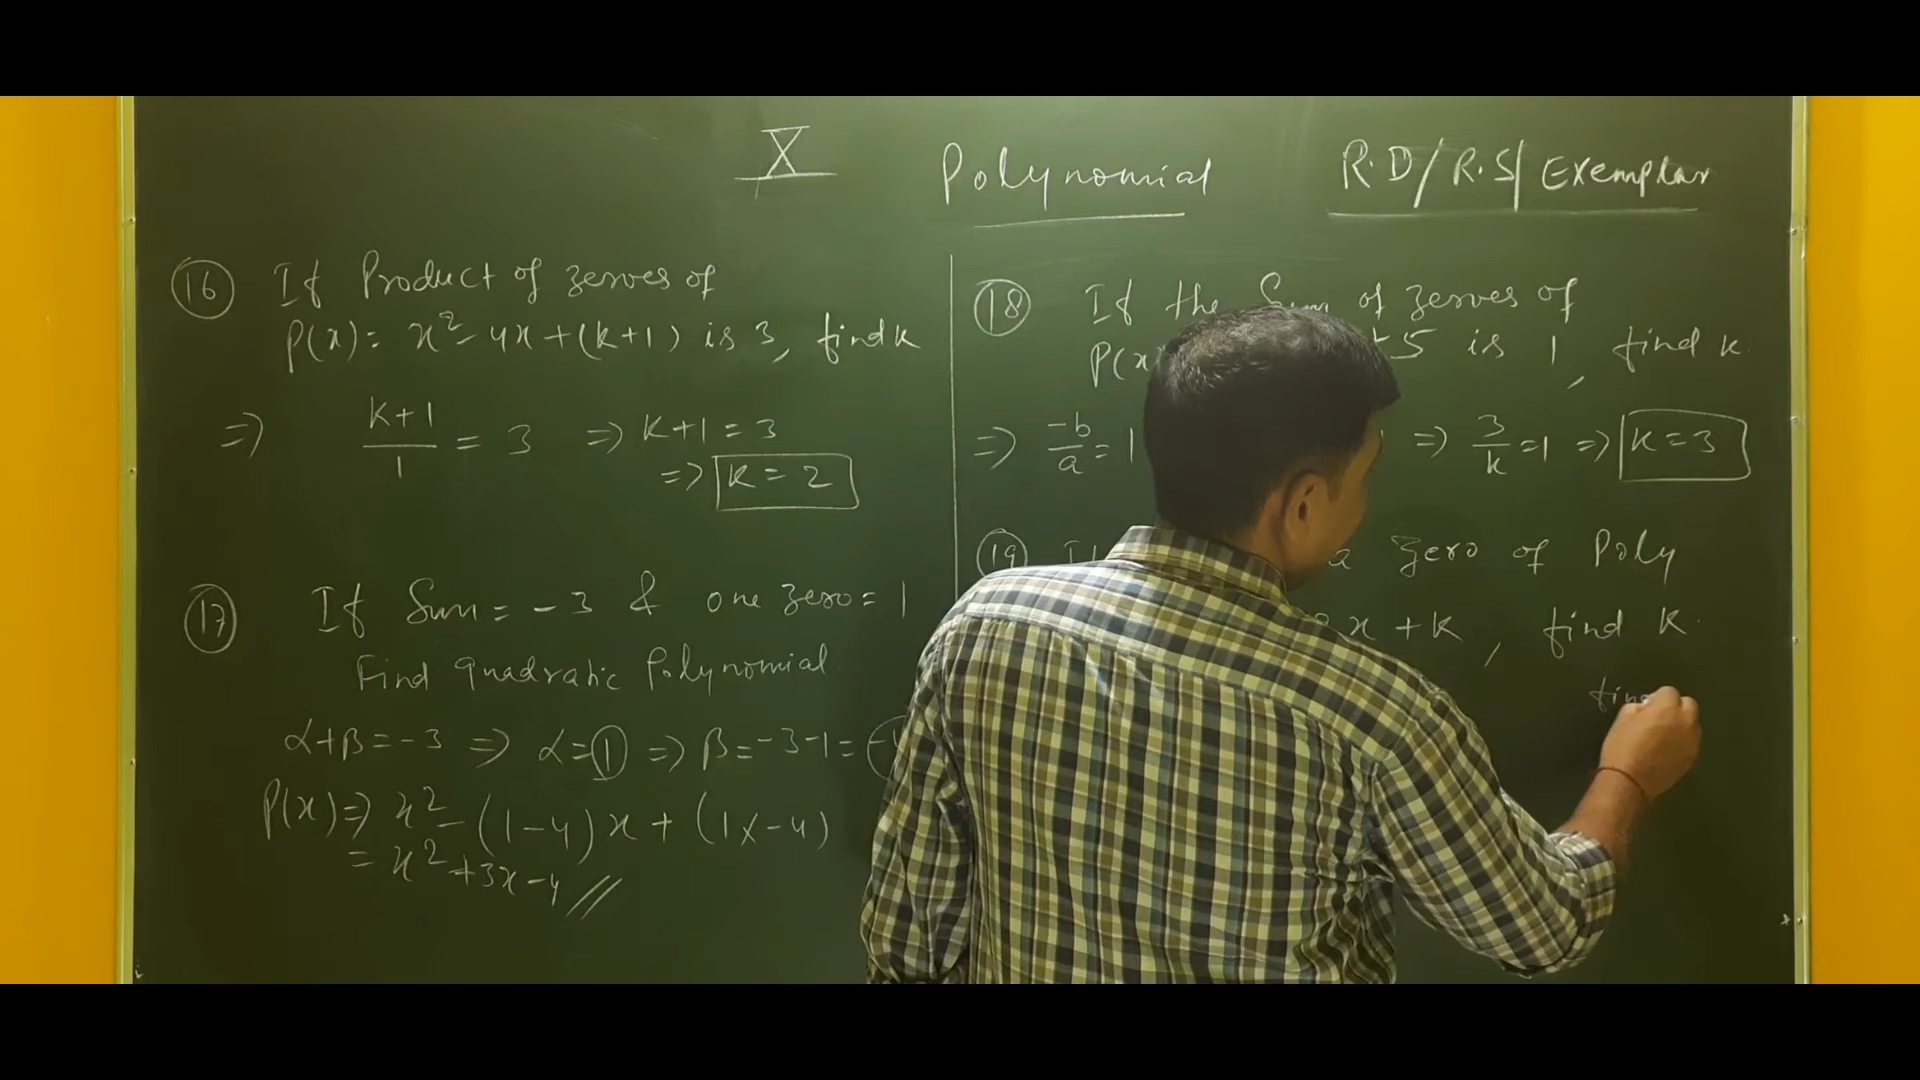 X Polynomial R.D/R.S/Exemplar
16 If Product of zeroes of
P(x) = x² - 4x + (k+1) is 3, find k
⇒ k+1/1 = 3 ⇒ k+1 = 3
⇒ k = 2
17 If Sum = -3 & one zero = 1
Find quadratic Polynomial
α+β = -3 ⇒ α = 1 ⇒ β = -3-1 =
P(x) ⇒ x² - (1-4)x + (1x-4)
= x² + 3x - 4 //
18 If the Sum of zeroes of
P(x 5 is 1, find k.
⇒ -b/a = 1 ⇒ 3/k = 1 ⇒ k = 3
19 a zero of Poly
x + k, find k.